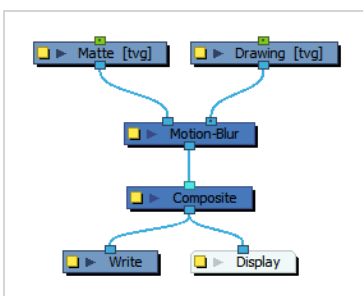 Matte [tvg]
Drawing [tvg]
Motion-Blur
Composite
Write
Display